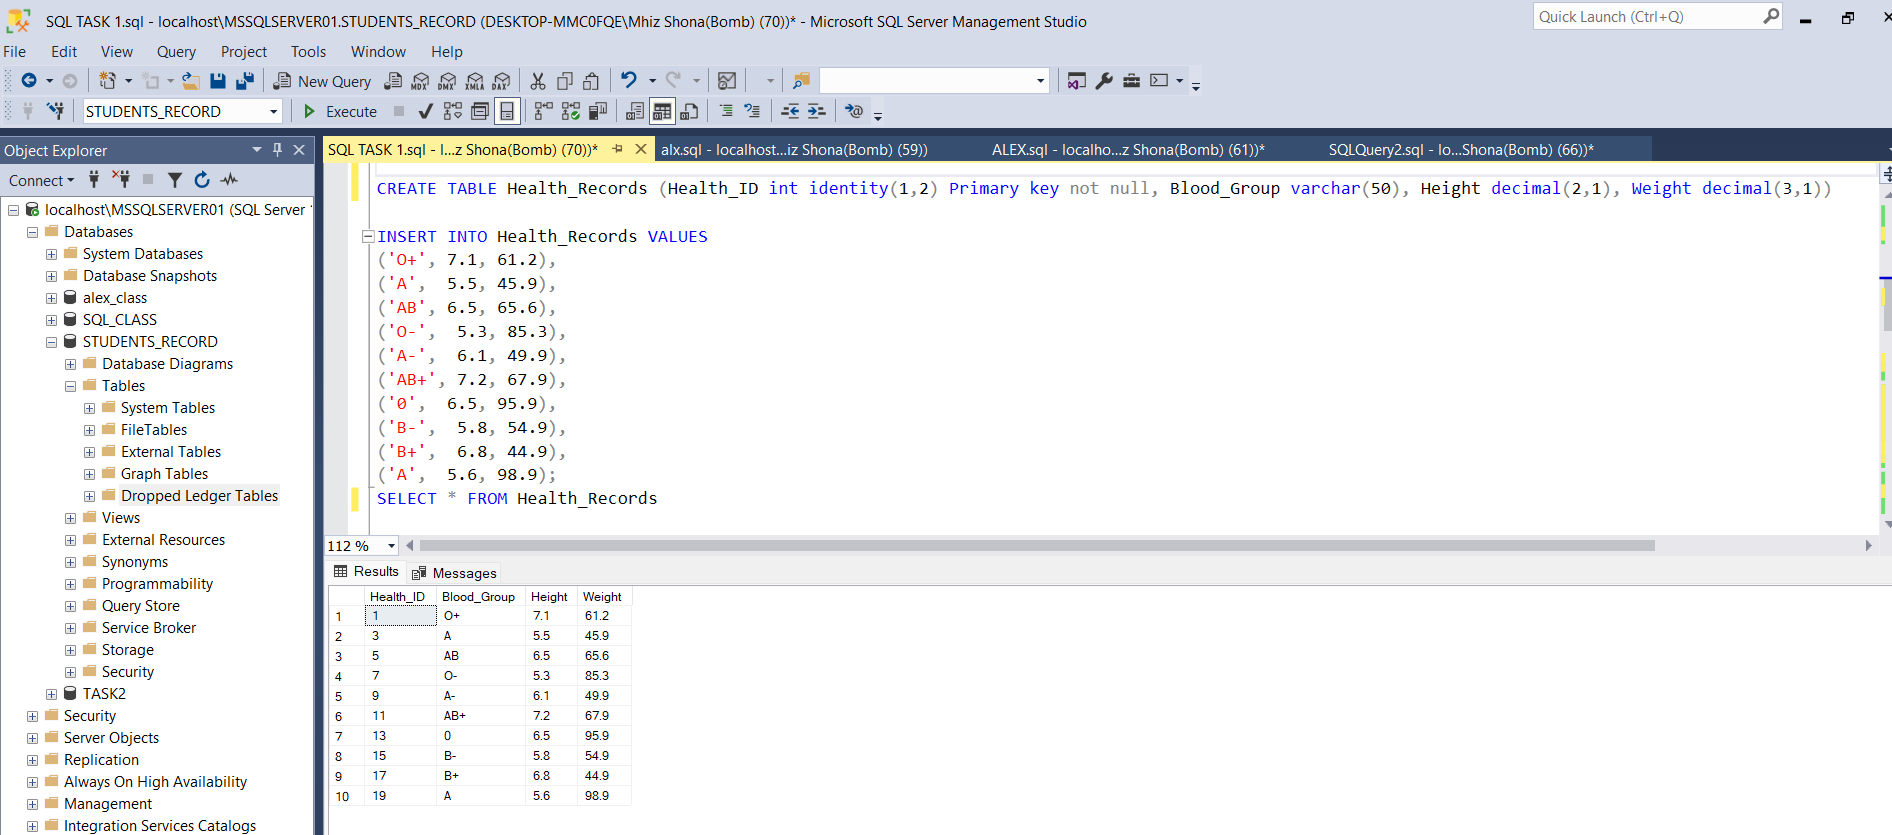 SQL TASK 1.sql - localhost\MSSQLSERVER01.STUDENTS_RECORD (DESKTOP-MMC0FQE\Mhiz Shona(Bomb) (70))* - Microsoft SQL Server Management Studio
Quick Launch (Ctrl+Q)
File Edit View Query Project Tools Window Help
New Query MDX DMX XMLA DAX
STUDENTS_RECORD Execute
Object Explorer
Connect
localhost\MSSQLSERVER01 (SQL Server
Databases
System Databases
Database Snapshots
alex_class
SQL_CLASS
STUDENTS_RECORD
Database Diagrams
Tables
System Tables
FileTables
External Tables
Graph Tables
Dropped Ledger Tables
Views
External Resources
Synonyms
Programmability
Query Store
Service Broker
Storage
Security
TASK2
Security
Server Objects
Replication
Always On High Availability
Management
Integration Services Catalogs
SQL TASK 1.sql - l...z Shona(Bomb) (70))* alx.sql - localhost...iz Shona(Bomb) (59)) ALEX.sql - localho...z Shona(Bomb) (61))* SQLQuery2.sql - lo...Shona(Bomb) (66))*
CREATE TABLE Health_Records (Health_ID int identity(1,2) Primary key not null, Blood_Group varchar(50), Height decimal(2,1), Weight decimal(3,1))
INSERT INTO Health_Records VALUES
('O+', 7.1, 61.2),
('A', 5.5, 45.9),
('AB', 6.5, 65.6),
('O-', 5.3, 85.3),
('A-', 6.1, 49.9),
('AB+', 7.2, 67.9),
('0', 6.5, 95.9),
('B-', 5.8, 54.9),
('B+', 6.8, 44.9),
('A', 5.6, 98.9);
SELECT * FROM Health_Records
112 %
Results Messages
Health_ID Blood_Group Height Weight
1 1 O+ 7.1 61.2
2 3 A 5.5 45.9
3 5 AB 6.5 65.6
4 7 O- 5.3 85.3
5 9 A- 6.1 49.9
6 11 AB+ 7.2 67.9
7 13 0 6.5 95.9
8 15 B- 5.8 54.9
9 17 B+ 6.8 44.9
10 19 A 5.6 98.9